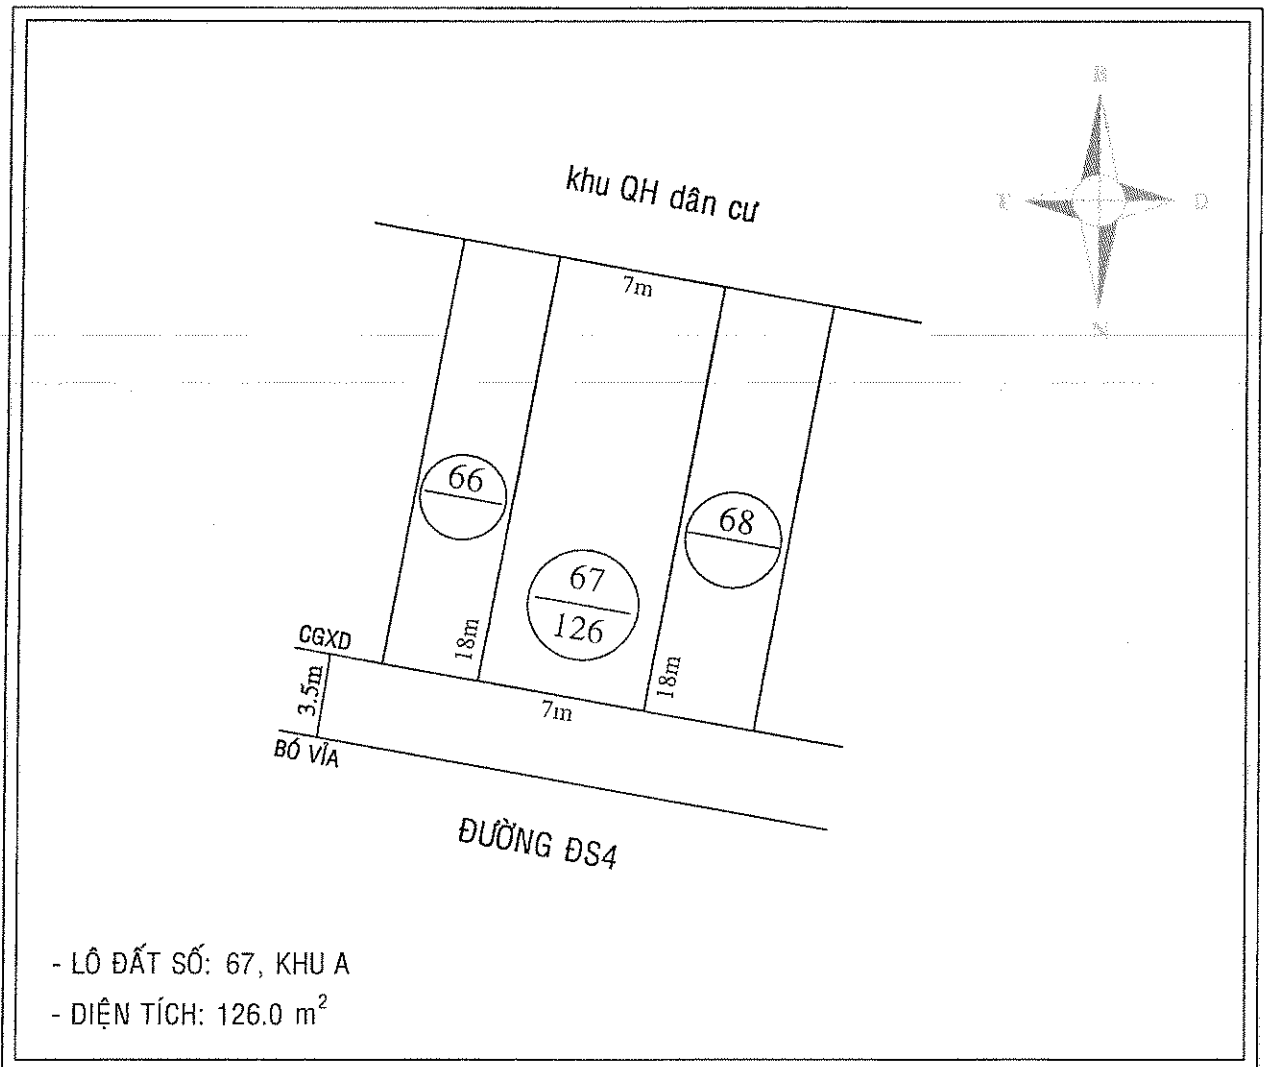 B
T
D
N
khu QH dân cư
7m
66
68
67
126
18m
18m
7m
CGXD
3.5m
BÓ VỈA
ĐƯỜNG ĐS4
- LÔ ĐẤT SỐ: 67, KHU A
- DIỆN TÍCH: 126.0 m²